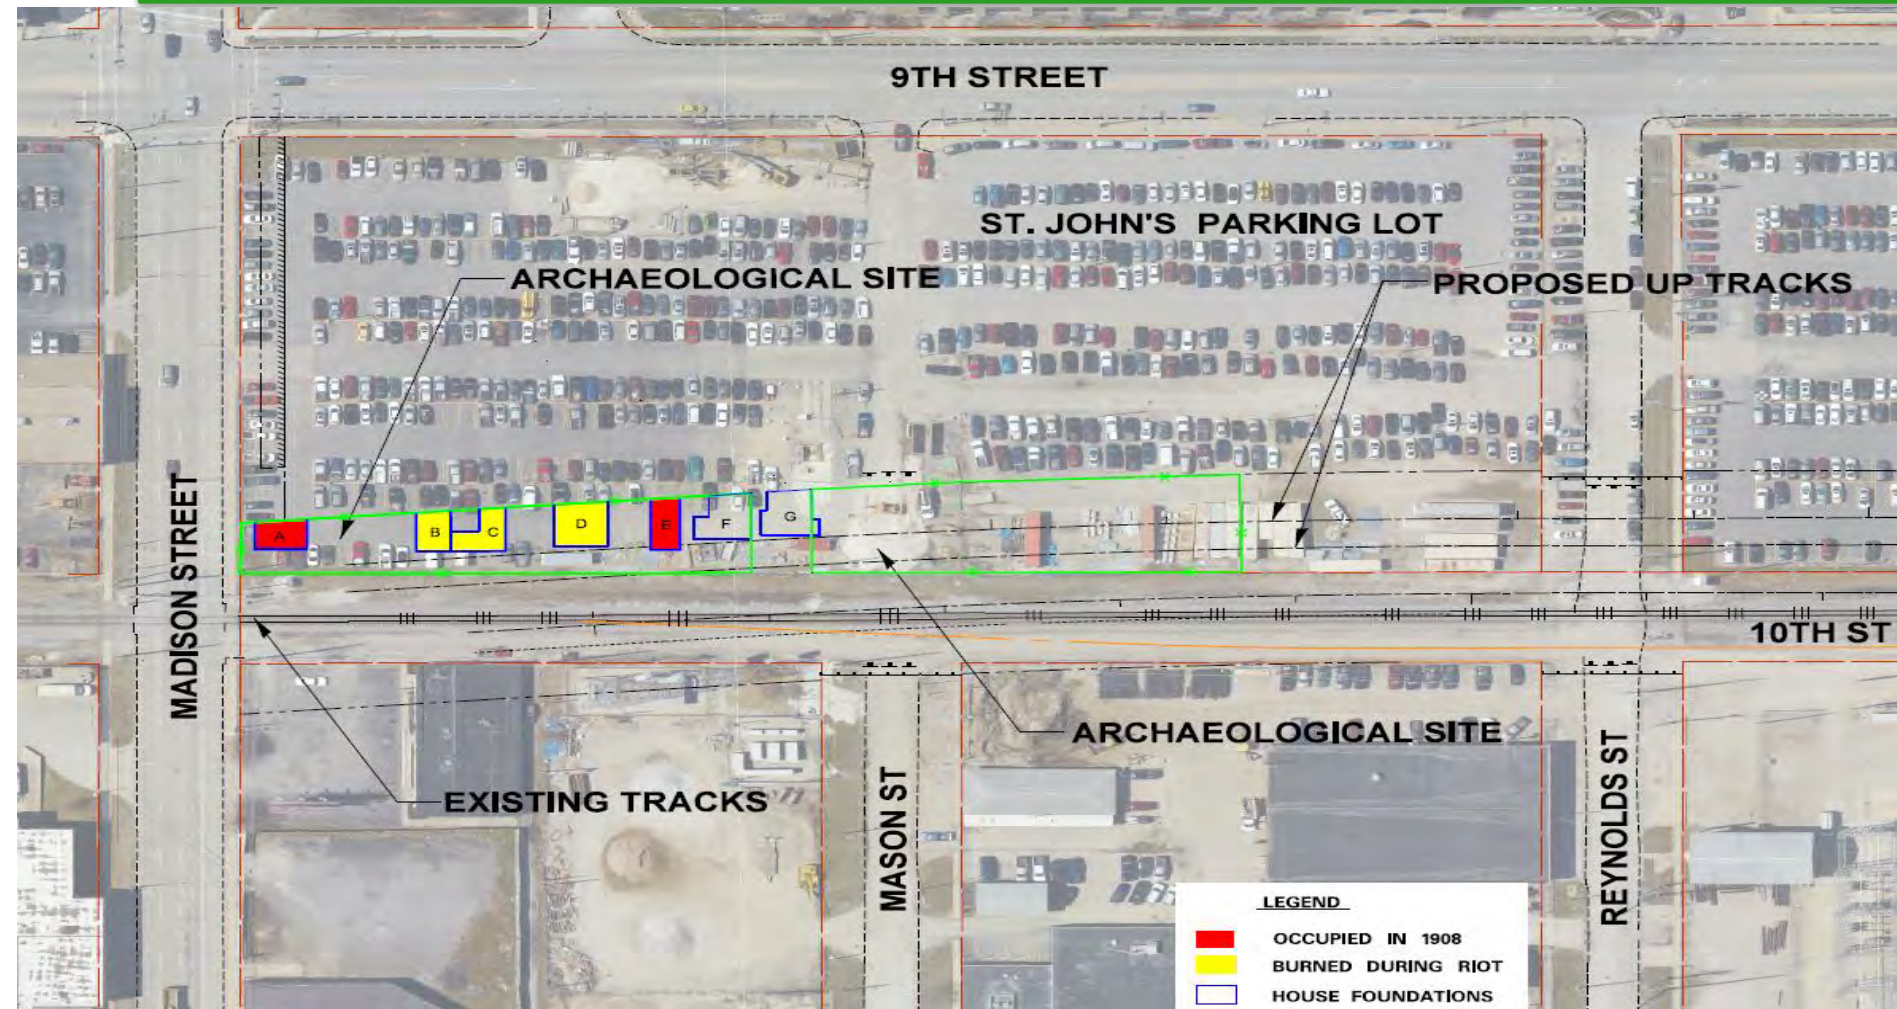 9TH STREET
ST. JOHN'S PARKING LOT
ARCHAEOLOGICAL SITE
PROPOSED UP TRACKS
MADISON STREET
A
B
C
D
E
F
G
10TH ST
ARCHAEOLOGICAL SITE
EXISTING TRACKS
MASON ST
REYNOLDS ST
LEGEND
OCCUPIED IN 1908
BURNED DURING RIOT
HOUSE FOUNDATIONS